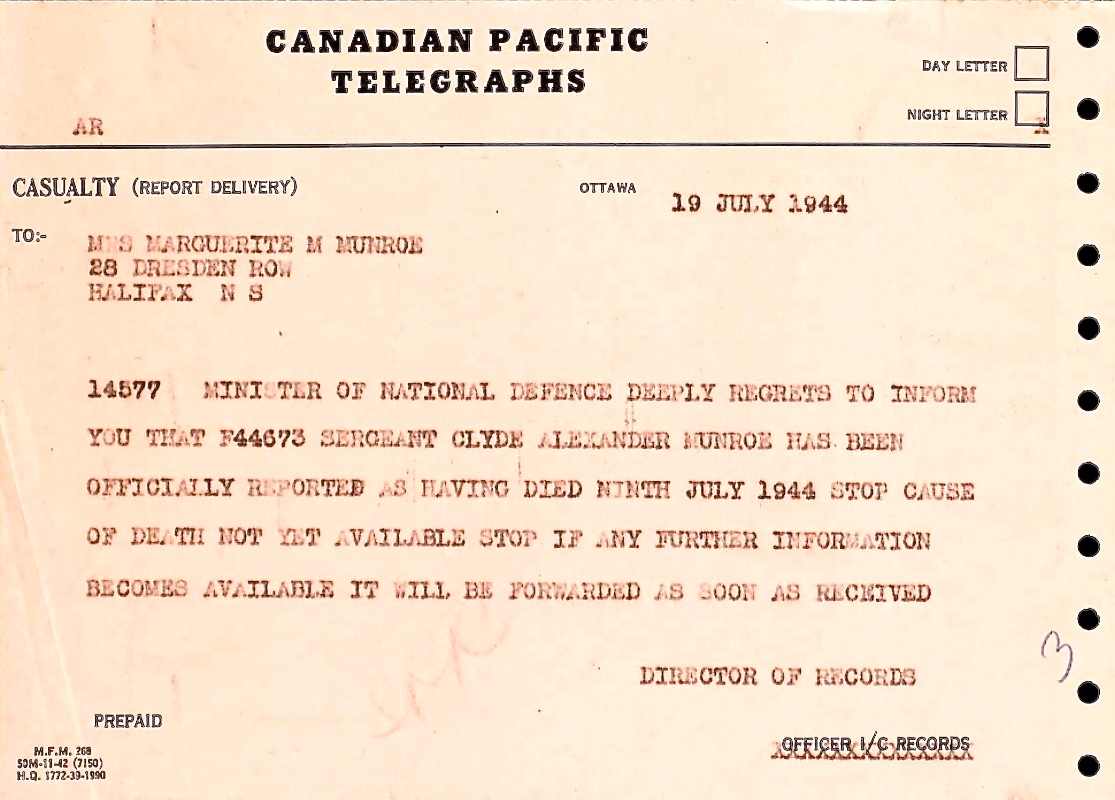 CANADIAN PACIFIC
TELEGRAPHS
DAY LETTER
NIGHT LETTER X
AR
CASUALTY (REPORT DELIVERY) OTTAWA 19 JULY 1944
TO:- MRS MARGUERITE M MUNROE
28 DRESDEN ROW
HALIFAX N S
14577 MINISTER OF NATIONAL DEFENCE DEEPLY REGRETS TO INFORM
YOU THAT F44673 SERGEANT CLYDE ALEXANDER MUNROE HAS BEEN
OFFICIALLY REPORTED AS HAVING DIED NINTH JULY 1944 STOP CAUSE
OF DEATH NOT YET AVAILABLE STOP IF ANY FURTHER INFORMATION
BECOMES AVAILABLE IT WILL BE FORWARDED AS SOON AS RECEIVED
3
DIRECTOR OF RECORDS
PREPAID
OFFICER I/C RECORDS
M.F.M. 268
50M-11-42 (7150)
H.Q. 1772-39-1990